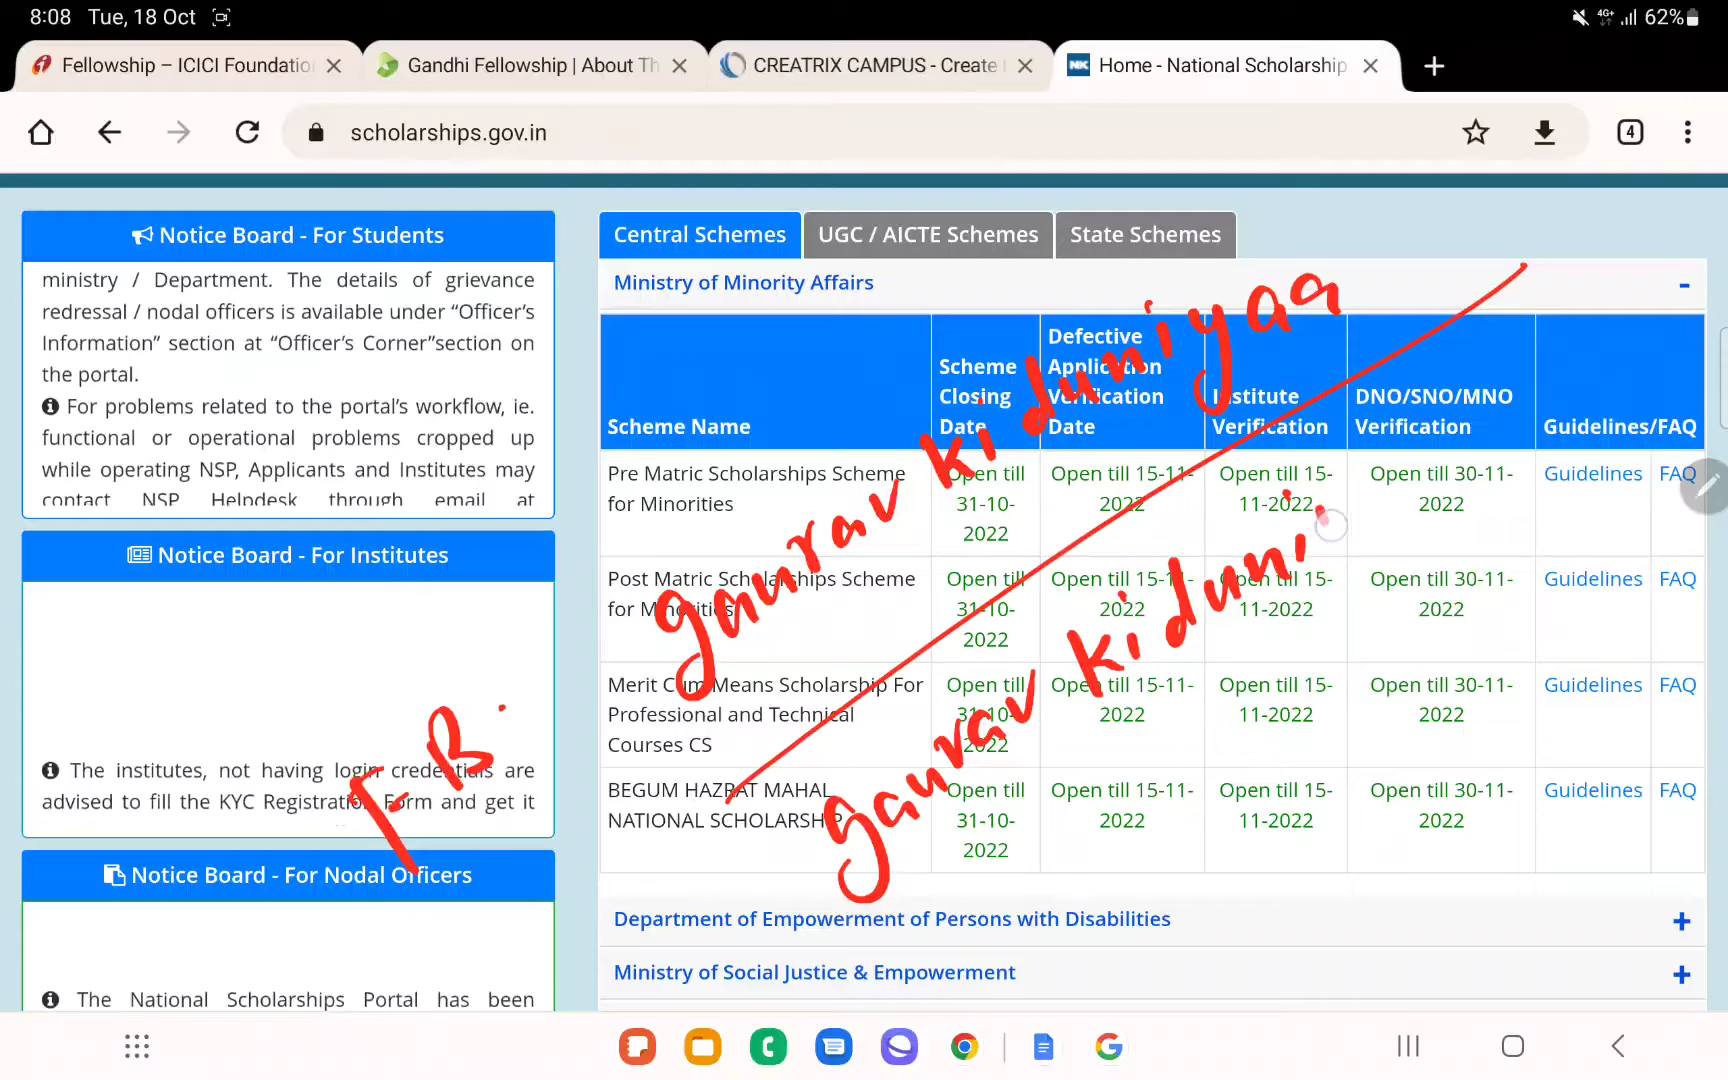 8:08 Tue, 18 Oct
4G+ 62%
Fellowship – ICICI Foundatio
Gandhi Fellowship | About Th
CREATRIX CAMPUS - Create
NK Home - National Scholarship
scholarships.gov.in
4
Notice Board - For Students
ministry / Department. The details of grievance
redressal / nodal officers is available under “Officer’s
Information” section at “Officer’s Corner”section on
the portal.
For problems related to the portal’s workflow, ie.
functional or operational problems cropped up
while operating NSP, Applicants and Institutes may
contact NSP Helpdesk through email at
Notice Board - For Institutes
The institutes, not having login credentials are
advised to fill the KYC Registration Form and get it
Notice Board - For Nodal Officers
The National Scholarships Portal has been
Central Schemes UGC / AICTE Schemes State Schemes
Ministry of Minority Affairs -
Scheme Name
Scheme
Closing
Date
Defective
Application
Verification
Date
Institute
Verification
DNO/SNO/MNO
Verification
Guidelines/FAQ
Pre Matric Scholarships Scheme
for Minorities
Open till
31-10-
2022
Open till 15-11-
2022
Open till 15-
11-2022
Open till 30-11-
2022
Guidelines FAQ
Post Matric Scholarships Scheme
for Minorities
Open till
31-10-
2022
Open till 15-11-
2022
Open till 15-
11-2022
Open till 30-11-
2022
Guidelines FAQ
Merit Cum Means Scholarship For
Professional and Technical
Courses CS
Open till
31-10-
2022
Open till 15-11-
2022
Open till 15-
11-2022
Open till 30-11-
2022
Guidelines FAQ
BEGUM HAZRAT MAHAL
NATIONAL SCHOLARSHIP
Open till
31-10-
2022
Open till 15-11-
2022
Open till 15-
11-2022
Open till 30-11-
2022
Guidelines FAQ
Department of Empowerment of Persons with Disabilities +
Ministry of Social Justice & Empowerment +
gaurav ki duniyaa
FB.
gaurav ki duni